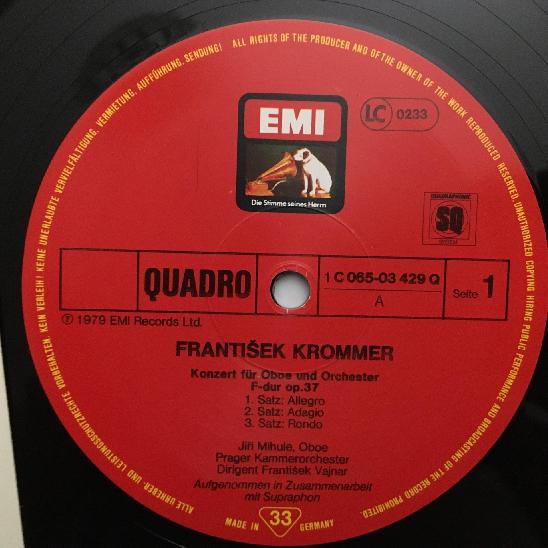 ALLE URHEBER- UND LEISTUNGSSCHUTZRECHTE VORBEHALTEN. KEIN VERLEIH! KEINE UNERLAUBTE VERVIELFÄLTIGUNG, VERMIETUNG, AUFFÜHRUNG, SENDUNG! ALL RIGHTS OF THE PRODUCER AND OF THE OWNER OF THE WORK REPRODUCED RESERVED. UNAUTHORIZED COPYING HIRING PUBLIC PERFORMANCE AND BROADCASTING OF THE RECORD PROHIBITED.
EMI
LC 0233
Die Stimme seines Herrn
QUADRAPHONIC
SQ
SYSTEM
QUADRO
1 C 065-03 429 Q
A
Seite 1
℗ 1979 EMI Records Ltd.
FRANTIŠEK KROMMER
Konzert für Oboe und Orchester
F-dur op.37
1. Satz: Allegro
2. Satz: Adagio
3. Satz: Rondo
Jiří Mihule, Oboe
Prager Kammerorchester
Dirigent František Vajnar
Aufgenommen in Zusammenarbeit
mit Supraphon
MADE IN 33 GERMANY